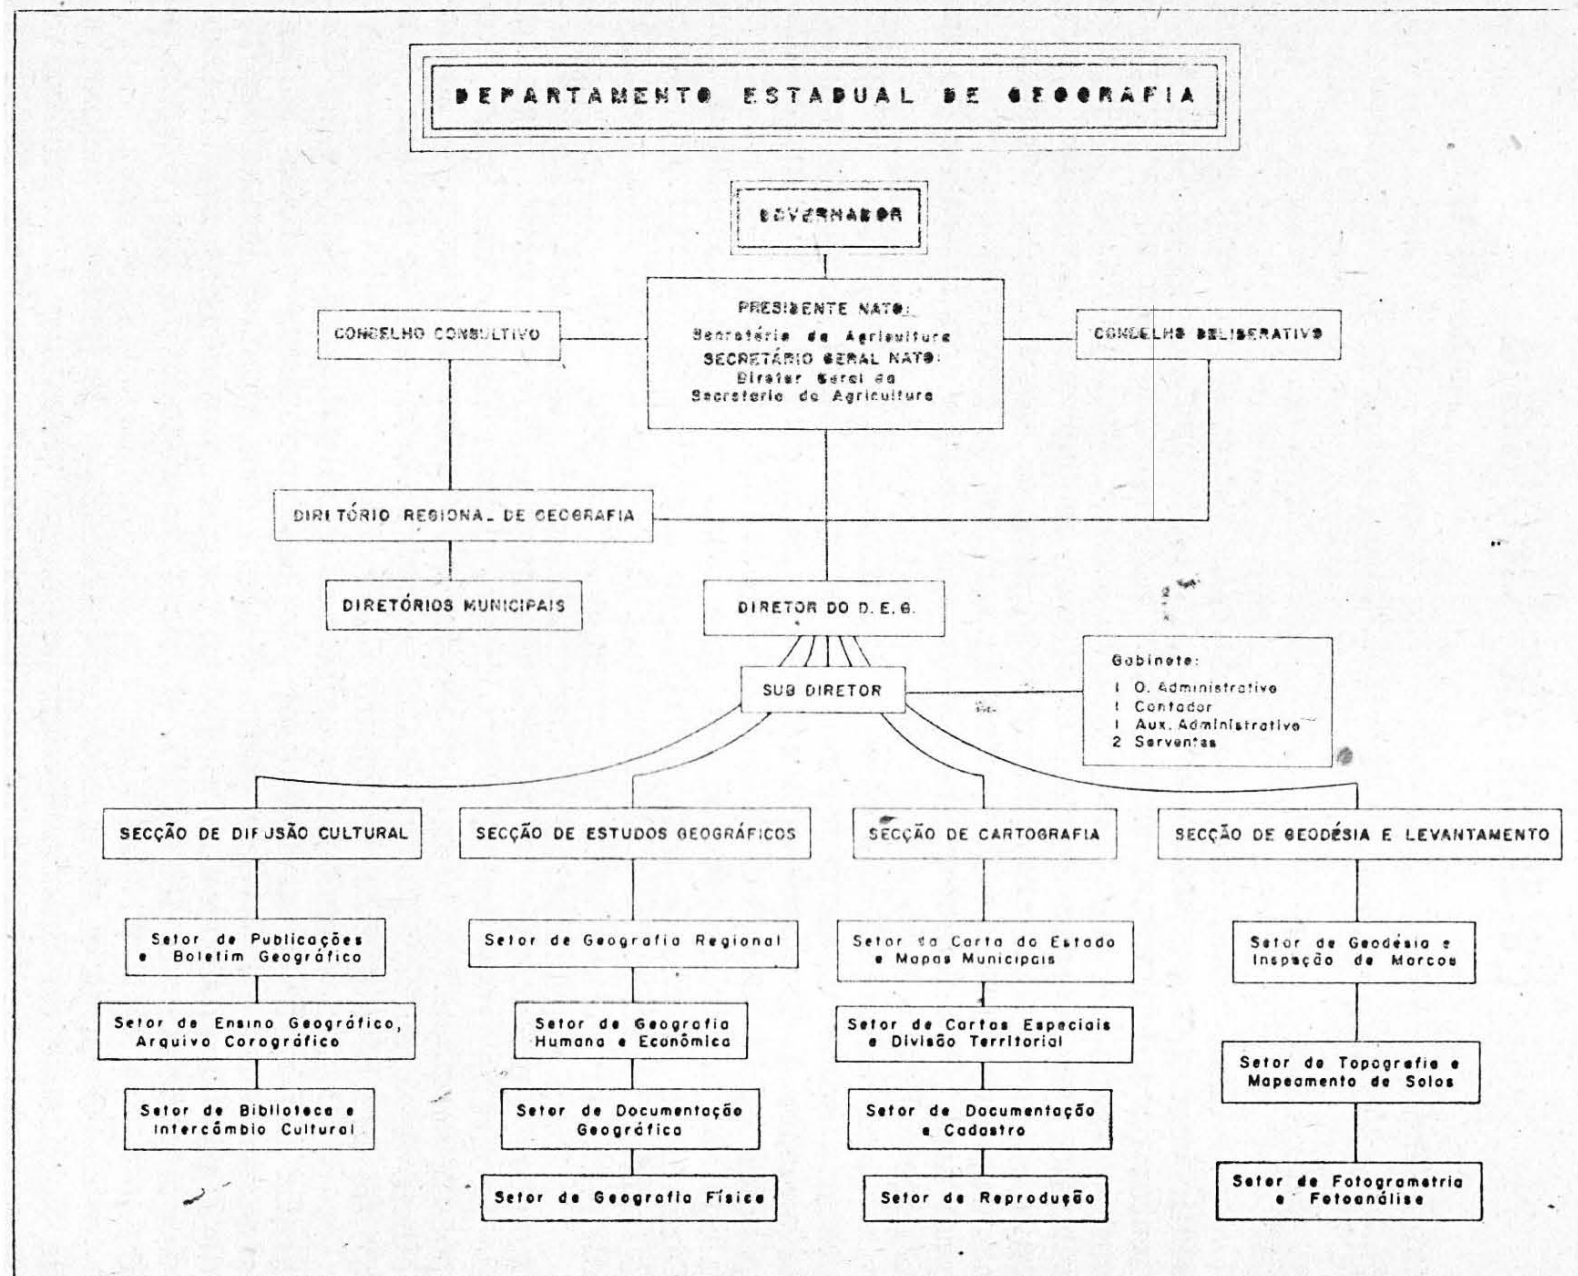 DEPARTAMENTO ESTADUAL DE GEOGRAFIA
GOVERNADOR
PRESIDENTE NATO:
Secretário da Agricultura
SECRETÁRIO GERAL NATO:
Diretor Geral da
Secretaria da Agricultura
CONSELHO CONSULTIVO
CONSELHO DELIBERATIVO
DIRETÓRIO REGIONAL DE GEOGRAFIA
DIRETÓRIOS MUNICIPAIS
DIRETOR DO D. E. G.
SUB DIRETOR
Gabinete:
1 O. Administrativo
1 Contador
1 Aux. Administrativo
2 Serventes
SECÇÃO DE DIFUSÃO CULTURAL
SECÇÃO DE ESTUDOS GEOGRÁFICOS
SECÇÃO DE CARTOGRAFIA
SECÇÃO DE GEODÉSIA E LEVANTAMENTO
Setor de Publicações
e Boletim Geográfico
Setor de Ensino Geográfico,
Arquivo Corográfico
Setor de Biblioteca e
Intercâmbio Cultural
Setor de Geografia Regional
Setor de Geografia
Humana e Econômica
Setor de Documentação
Geográfica
Setor de Geografia Física
Setor da Carta do Estado
e Mapas Municipais
Setor de Cartas Especiais
e Divisão Territorial
Setor de Documentação
e Cadastro
Setor de Reprodução
Setor de Geodésia e
Inspeção de Marcos
Setor de Topografia e
Mapeamento de Solos
Setor de Fotogrametria
e Fotoanálise